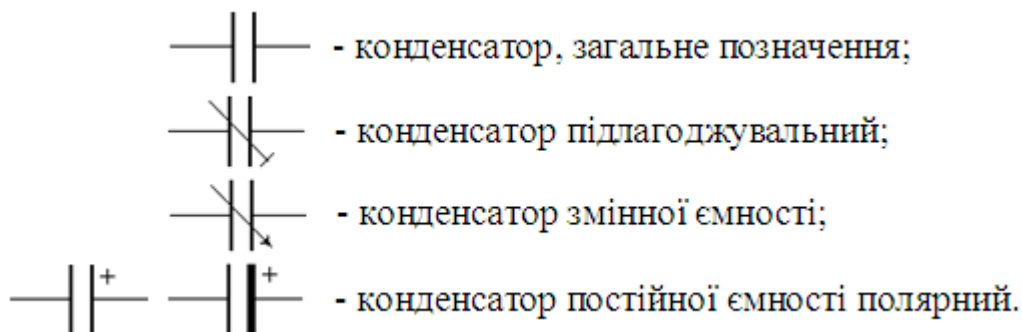 - конденсатор, загальне позначення;
- конденсатор підлагоджувальний;
- конденсатор змінної ємності;
+ + - конденсатор постійної ємності полярний.